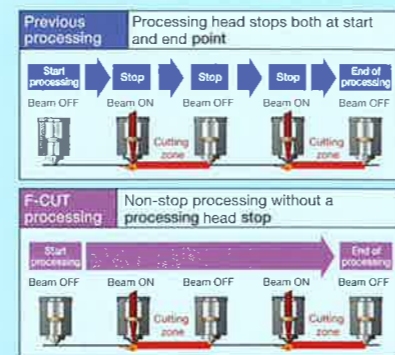 Previous processing
Processing head stops both at start and end point
Start processing
Stop
Stop
Stop
End of processing
Beam OFF
Beam ON
Beam OFF
Beam ON
Beam OFF
Cutting zone
Cutting zone
F-CUT processing
Non-stop processing without a processing head stop
Start processing
End of processing
Beam OFF
Beam ON
Beam OFF
Beam ON
Beam OFF
Cutting zone
Cutting zone